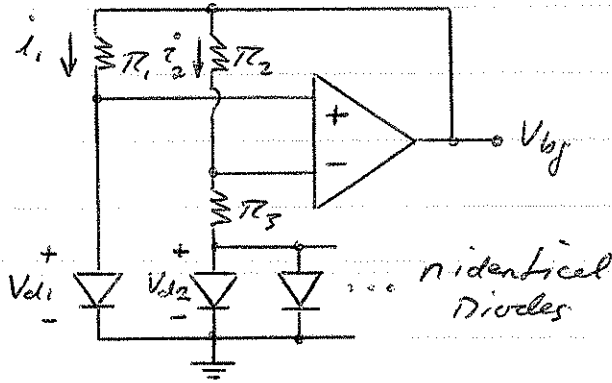 i₁ R₁ i₂ R₂
+
−
Vbg
R₃
+ +
Vd1 Vd2 ... n identical
− − Diodes